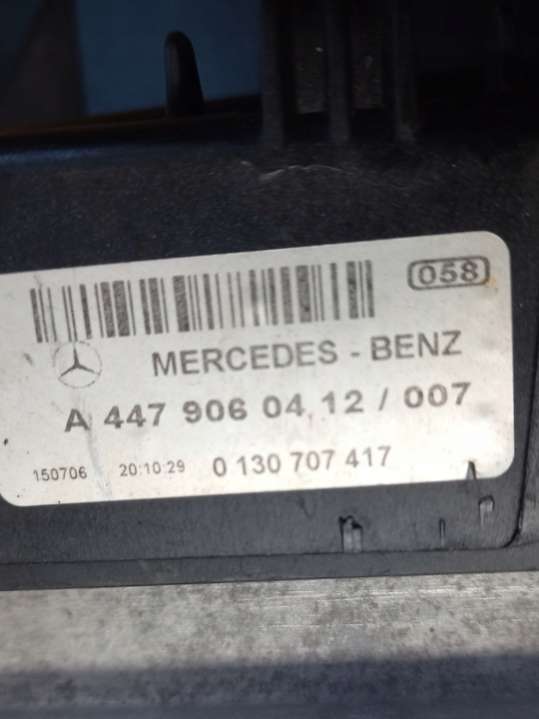 058
MERCEDES - BENZ
A 447 906 04 12 / 007
150706 20:10:29 0 130 707 417